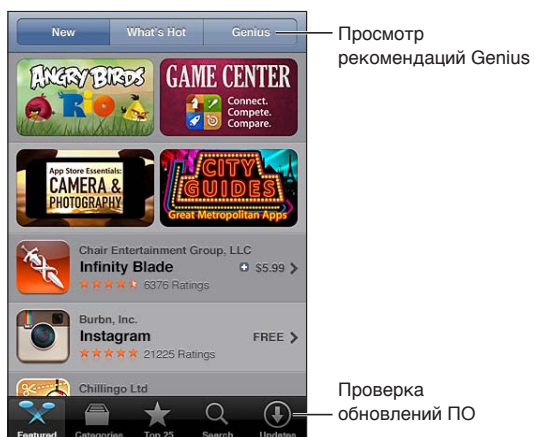 New What's Hot Genius
Просмотр
рекомендаций Genius
ANGRY BIRDS
Rio
GAME CENTER
Connect.
Compete.
Compare.
App Store Essentials:
CAMERA &
PHOTOGRAPHY
CITY
GUIDES
Great Metropolitan Apps
Chair Entertainment Group, LLC
Infinity Blade
$5.99
6376 Ratings
Burbn, Inc.
Instagram
FREE
21225 Ratings
Chillingo Ltd
Featured Categories Top 25 Search Updates
Проверка
обновлений ПО